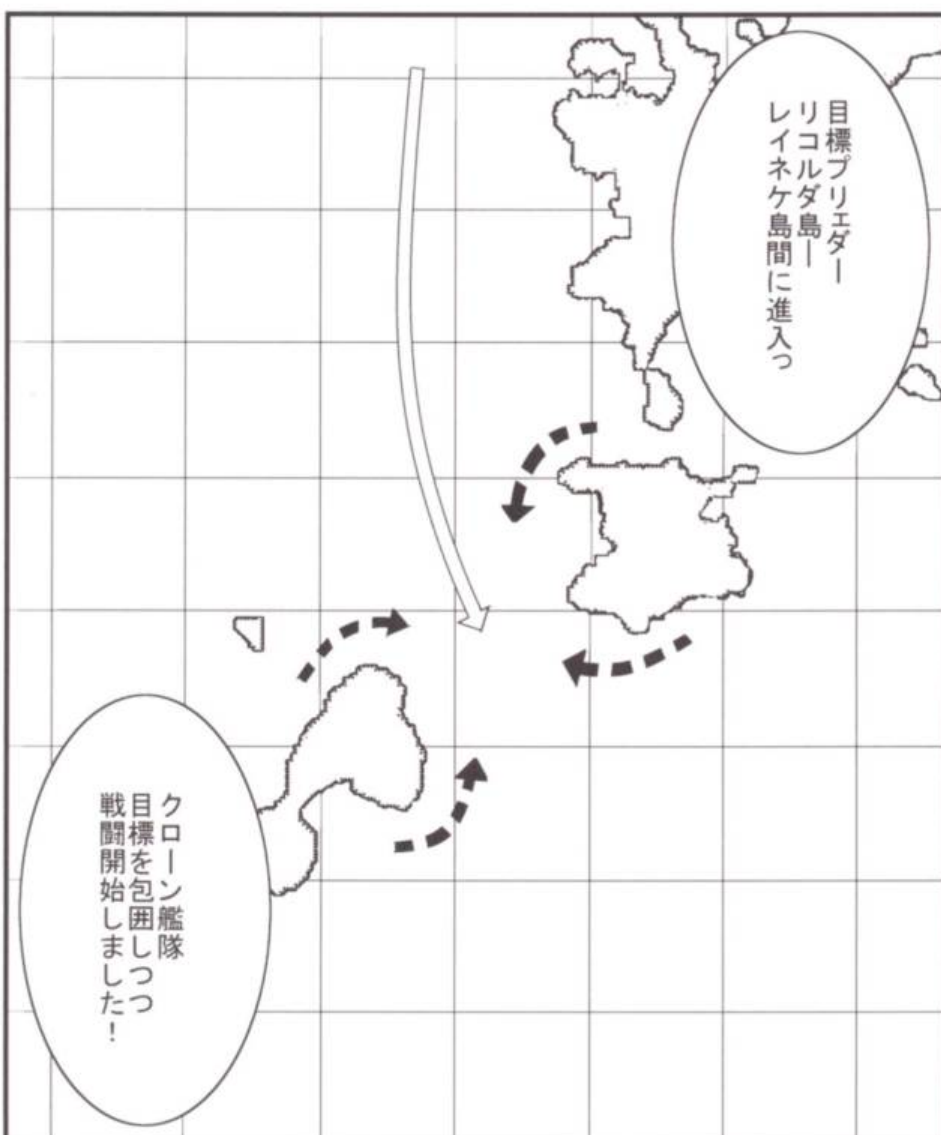 目標プリェダー
リコルダ島ー
レイネケ島間に進入っ
クローン艦隊
目標を包囲しつつ
戦闘開始しました！